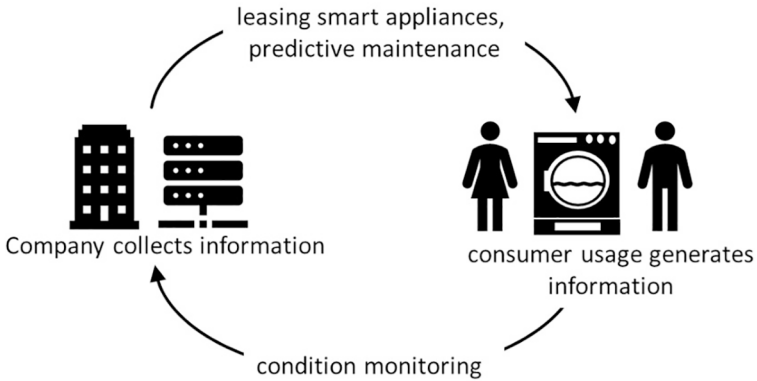 leasing smart appliances,
predictive maintenance
Company collects information
consumer usage generates
information
condition monitoring